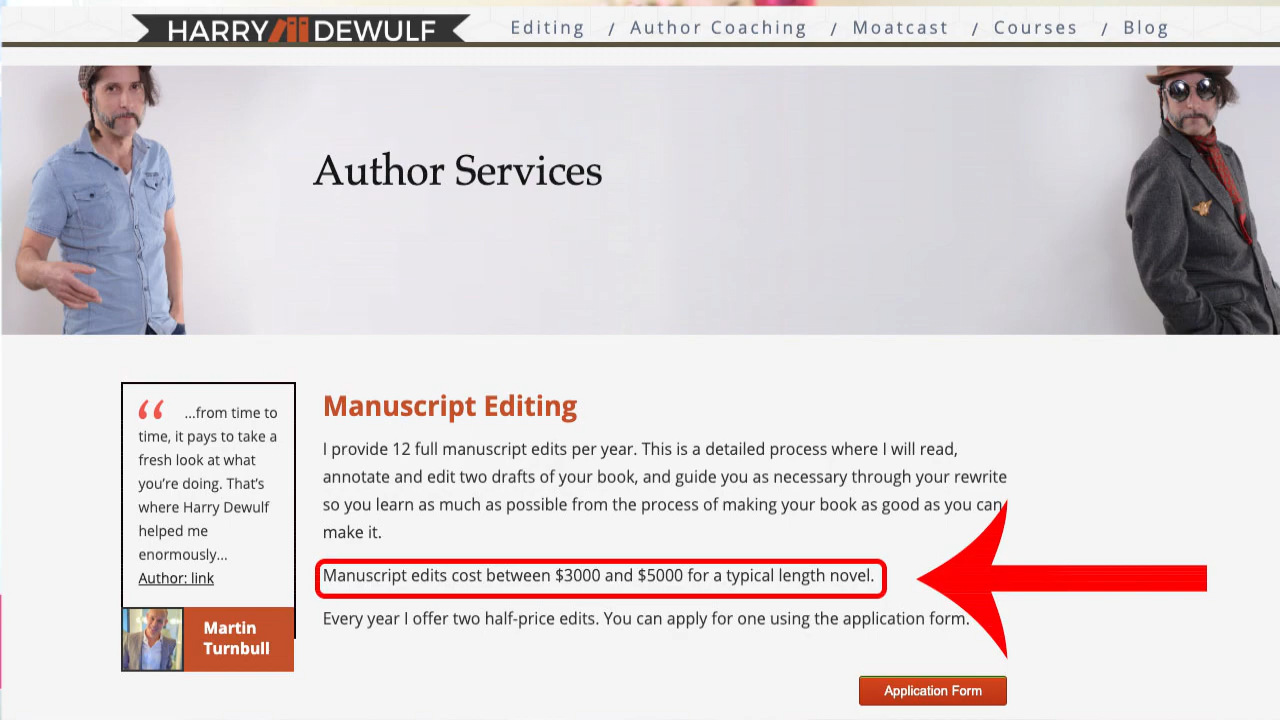 HARRY DEWULF
Editing / Author Coaching / Moatcast / Courses / Blog
Author Services
“ ...from time to
time, it pays to take a
fresh look at what
you’re doing. That’s
where Harry Dewulf
helped me
enormously...
Author: link
Martin
Turnbull
Manuscript Editing
I provide 12 full manuscript edits per year. This is a detailed process where I will read,
annotate and edit two drafts of your book, and guide you as necessary through your rewrite
so you learn as much as possible from the process of making your book as good as you can
make it.
Manuscript edits cost between $3000 and $5000 for a typical length novel.
Every year I offer two half-price edits. You can apply for one using the application form.
Application Form